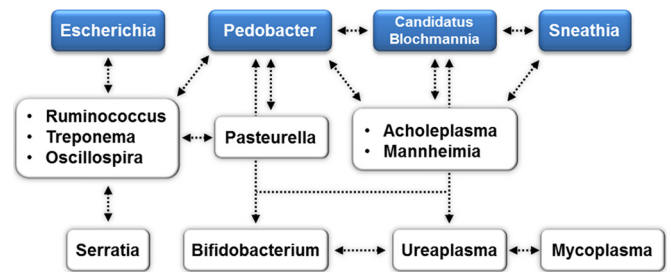 Escherichia
Pedobacter
Candidatus
Blochmannia
Sneathia
• Ruminococcus
• Treponema
• Oscillospira
Pasteurella
• Acholeplasma
• Mannheimia
Serratia
Bifidobacterium
Ureaplasma
Mycoplasma